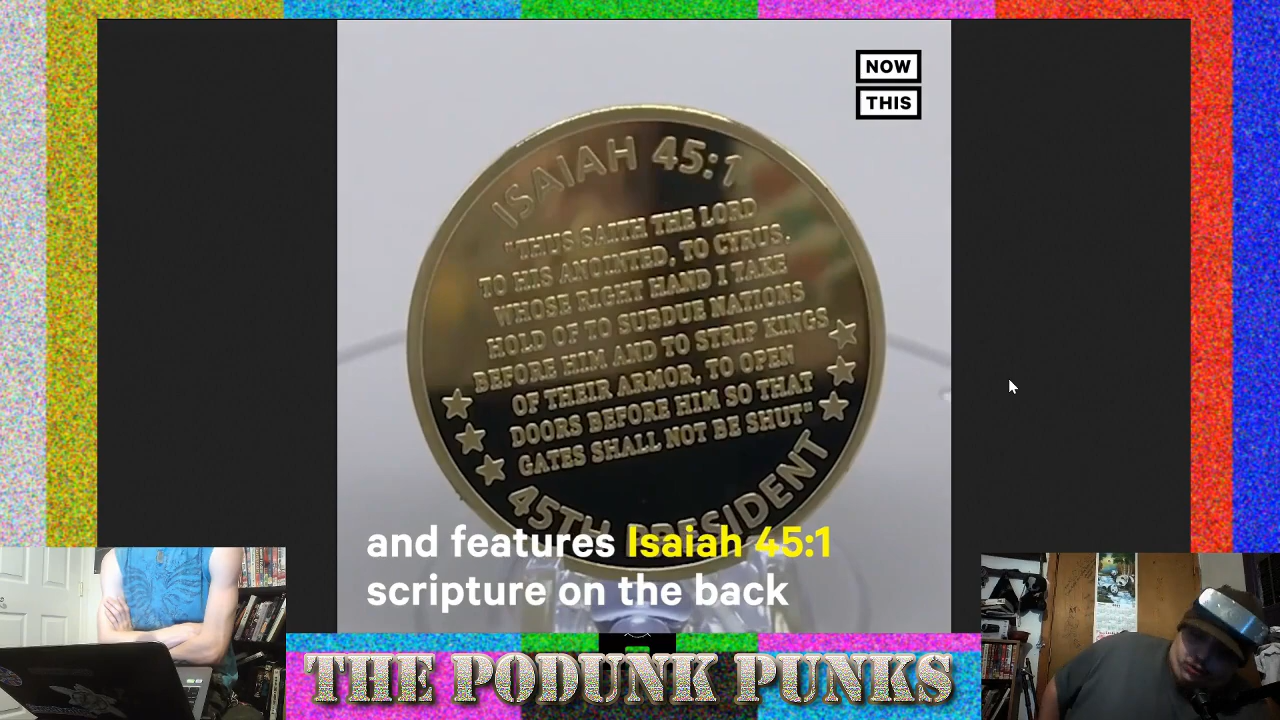 NOW
THIS
ISAIAH 45:1
"THUS SAITH THE LORD
TO HIS ANOINTED, TO CYRUS,
WHOSE RIGHT HAND I TAKE
HOLD OF TO SUBDUE NATIONS
BEFORE HIM AND TO STRIP KINGS
OF THEIR ARMOR, TO OPEN
DOORS BEFORE HIM SO THAT
GATES SHALL NOT BE SHUT"
45TH PRESIDENT
and features Isaiah 45:1
scripture on the back
THE PODUNK PUNKS